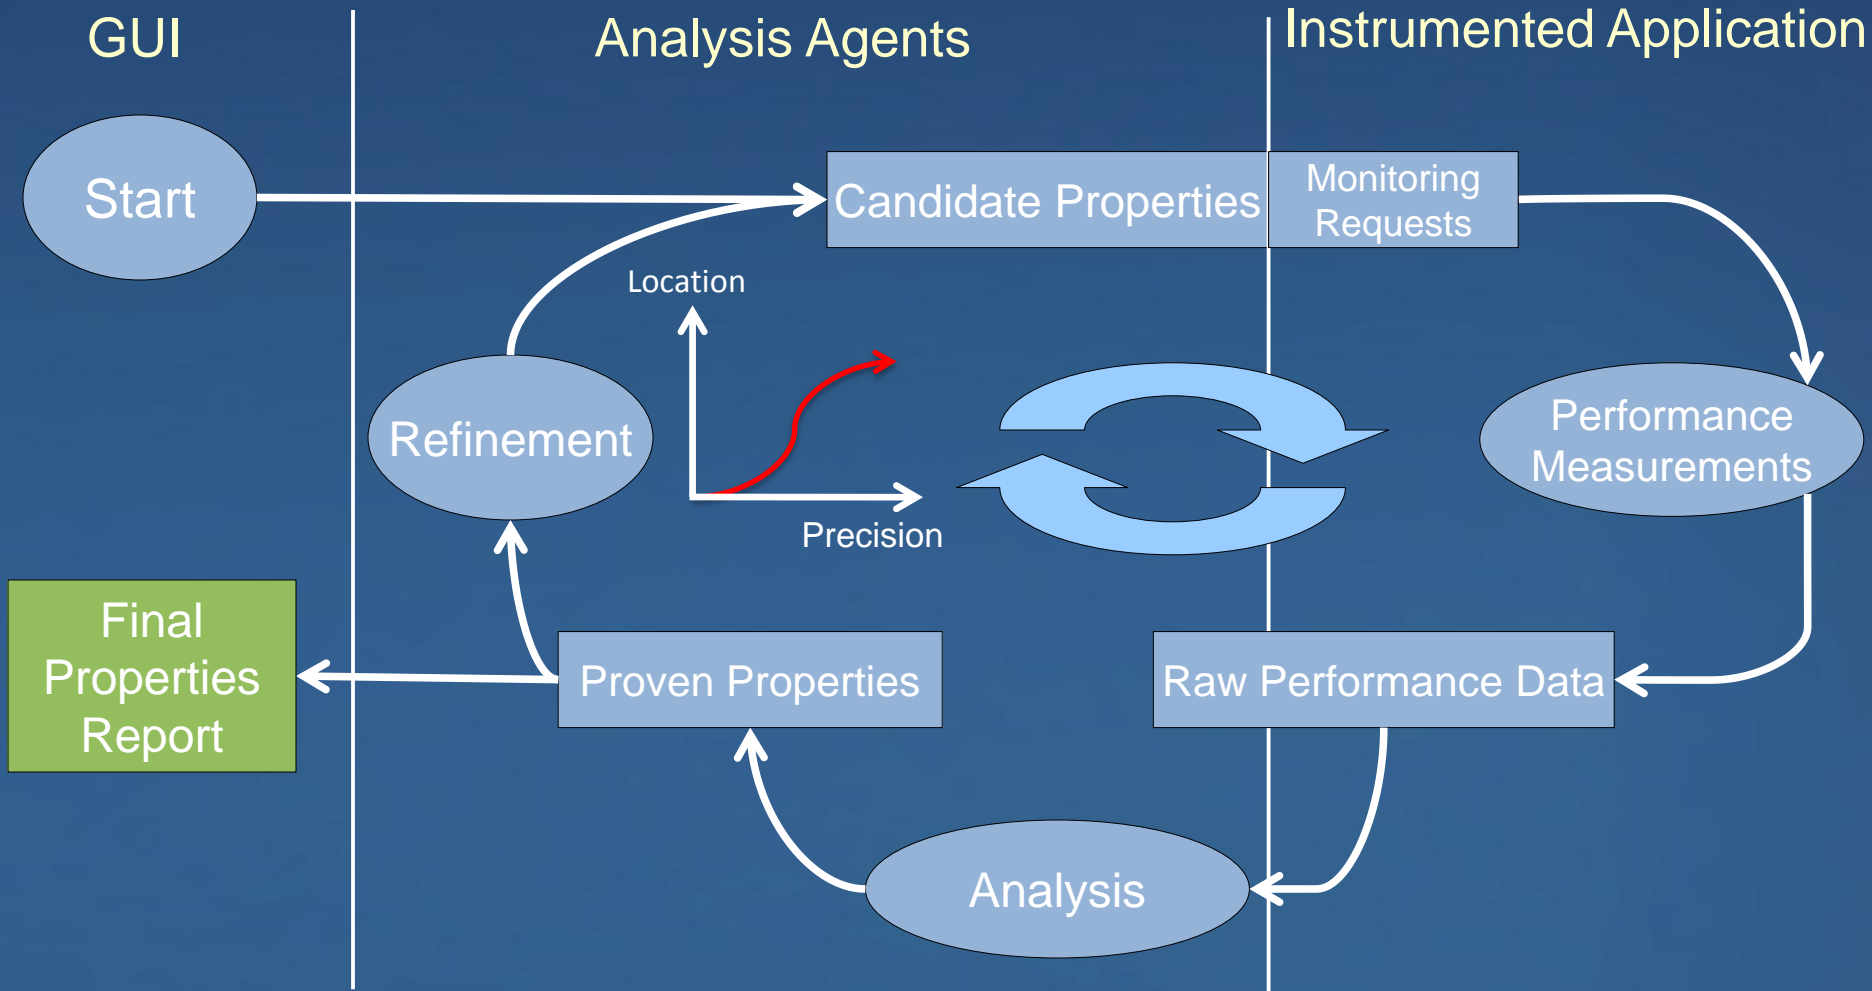 GUI
Analysis Agents
Instrumented Application
Start
Candidate Properties
Monitoring
Requests
Location
Refinement
Precision
Performance
Measurements
Final
Properties
Report
Proven Properties
Raw Performance Data
Analysis